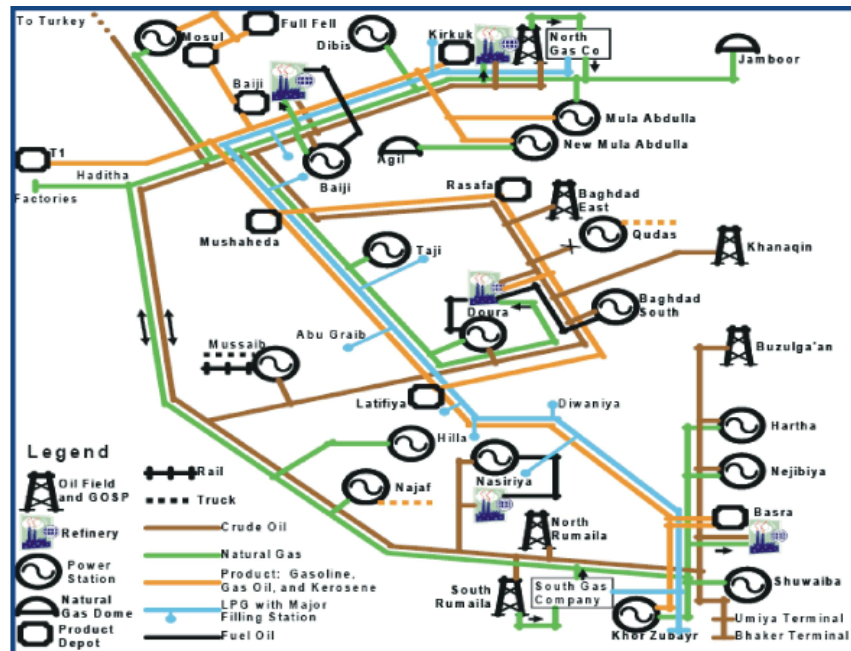 To Turkey
Mosul
Full Fell
Dibis
Kirkuk
North
Gas Co
Jamboor
Baiji
Mula Abdulla
New Mula Abdulla
T1
Haditha
Factories
Baiji
Agil
Rasafa
Baghdad
East
Mushaheda
Qudas
Khanaqin
Taji
Doura
Baghdad
South
Abu Graib
Mussaib
Buzulga'an
Latifiya
Diwaniya
Hartha
Hilla
Nejibiya
Najaf
Nasiriya
Basra
North
Rumaila
South
Rumaila
South Gas
Company
Shuwaiba
Khor Zubayr
Umiya Terminal
Bhaker Terminal
Legend
Oil Field
and GOSP
Rail
Truck
Refinery
Crude Oil
Power
Station
Natural Gas
Product: Gasoline,
Gas Oil, and Kerosene
Natural
Gas Dome
LPG with Major
Filling Station
Product
Depot
Fuel Oil